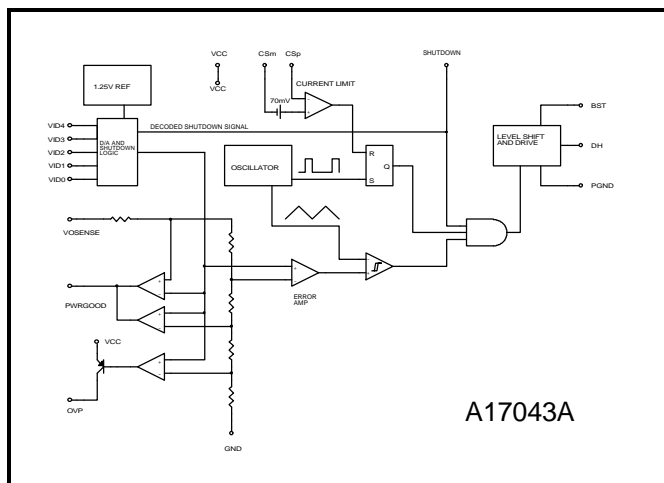 1.25V REF
VCC
VCC
CSm
CSp
CURRENT LIMIT
70mV
SHUTDOWN
BST
DH
PGND
LEVEL SHIFT
AND DRIVE
VID4
VID3
VID2
VID1
VID0
D/A AND
SHUTDOWN
LOGIC
DECODED SHUTDOWN SIGNAL
OSCILLATOR
R
Q
S
VOSENSE
ERROR
AMP
PWRGOOD
VCC
OVP
GND
A17043A